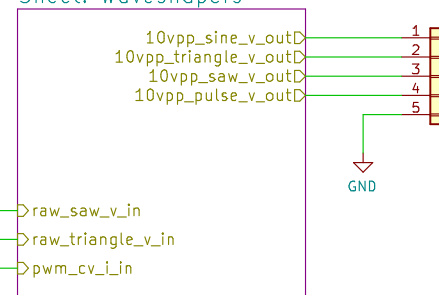 Sheet: Waveshapers
10vpp_sine_v_out
10vpp_triangle_v_out
10vpp_saw_v_out
10vpp_pulse_v_out
1
2
3
4
5
GND
raw_saw_v_in
raw_triangle_v_in
pwm_cv_i_in